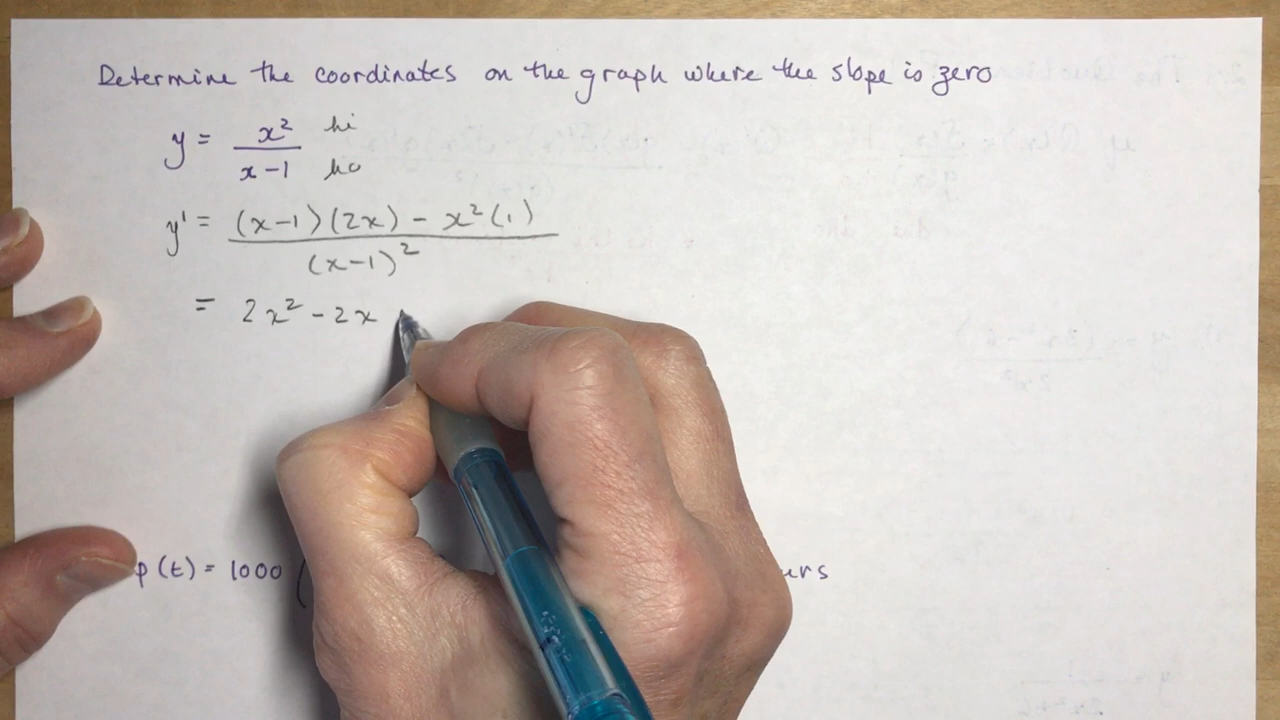 Determine the coordinates on the graph where the slope is zero
y = x² / x-1 hi ho
y' = (x-1)(2x) - x²(1) / (x-1)²
= 2x² - 2x
p(t) = 1000 (